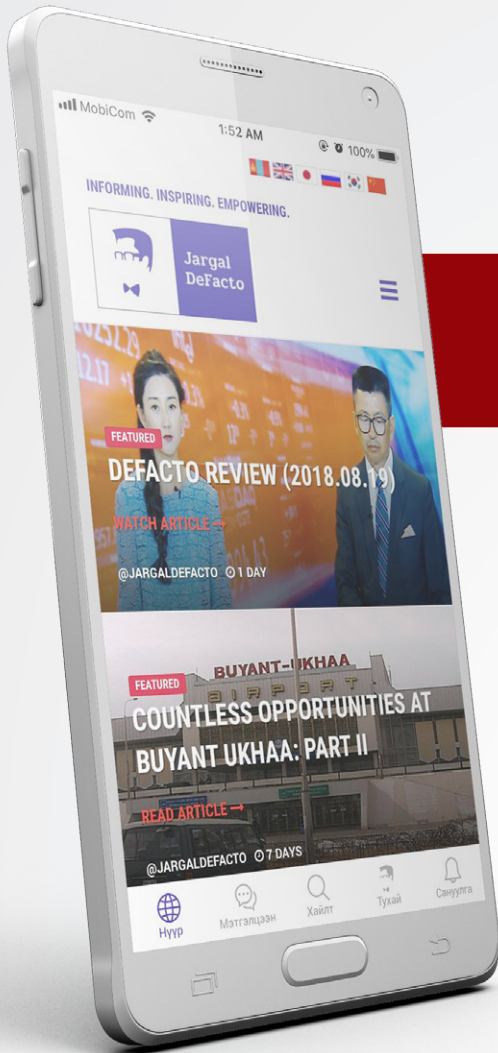 MobiCom
1:52 AM
100%
INFORMING. INSPIRING. EMPOWERING.
Jargal
DeFacto
FEATURED
DEFACTO REVIEW (2018.08.19)
WATCH ARTICLE →
@JARGALDEFACTO 1 DAY
BUYANT-UKHAA
AIRPORT
FEATURED
COUNTLESS OPPORTUNITIES AT
BUYANT UKHAA: PART II
READ ARTICLE →
@JARGALDEFACTO 7 DAYS
Нүүр
Мэтгэлцээн
Хайлт
Тухай
Сануулга